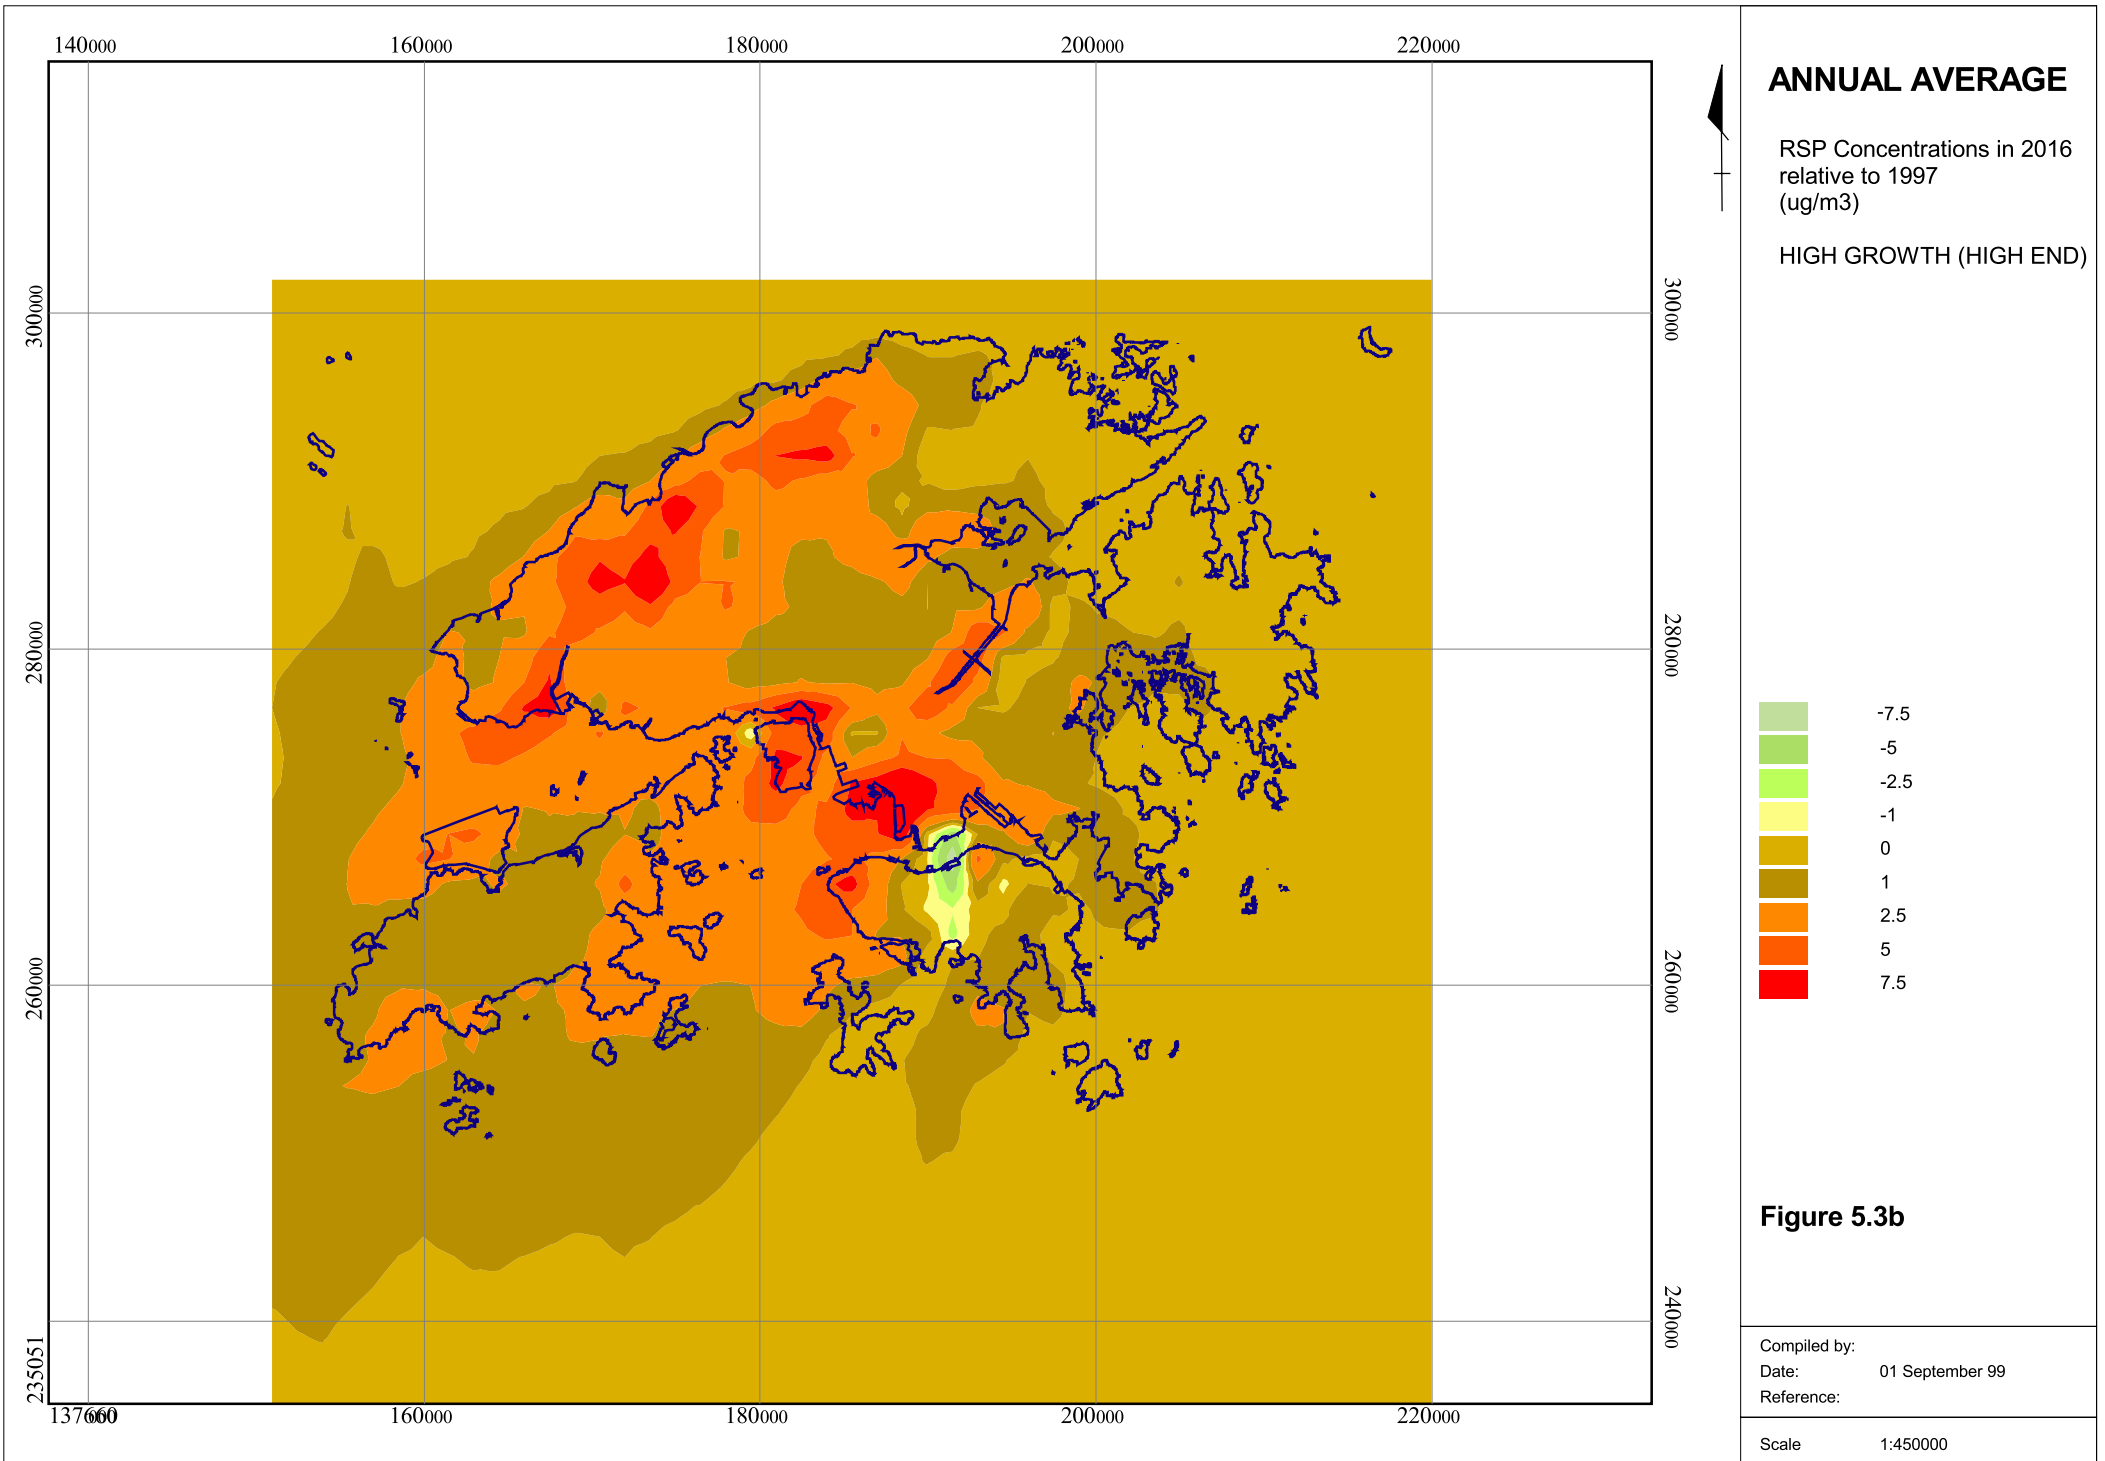 140000 160000 180000 200000 220000
300000 300000
280000 280000
260000 260000
240000
235051
137660 160000 180000 200000 220000
ANNUAL AVERAGE
RSP Concentrations in 2016
relative to 1997
(ug/m3)
HIGH GROWTH (HIGH END)
-7.5
-5
-2.5
-1
0
1
2.5
5
7.5
Figure 5.3b
Compiled by:
Date: 01 September 99
Reference:
Scale 1:450000